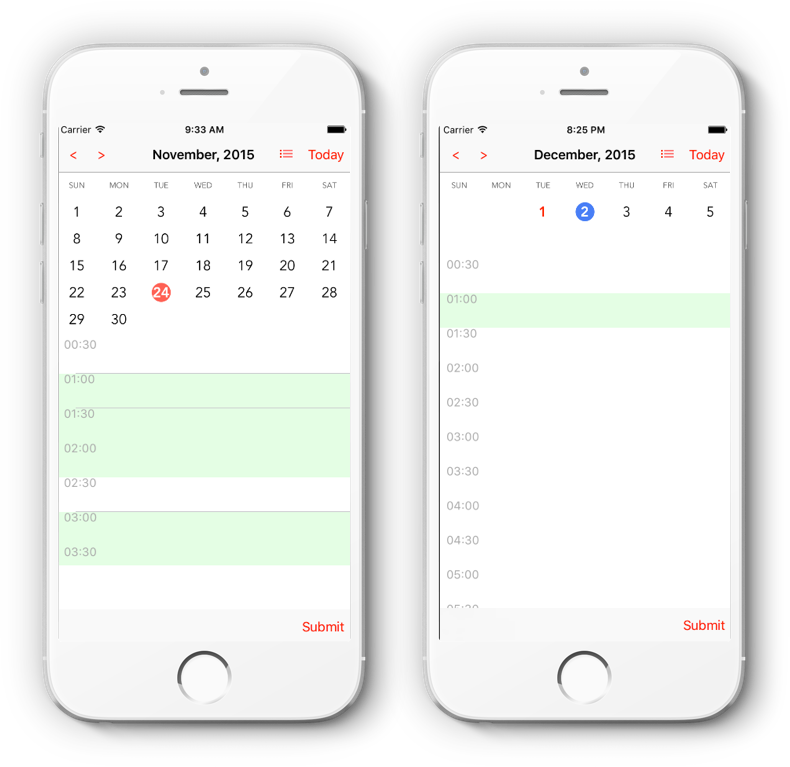 Carrier 9:33 AM
< > November, 2015 Today
SUN MON TUE WED THU FRI SAT
1 2 3 4 5 6 7
8 9 10 11 12 13 14
15 16 17 18 19 20 21
22 23 24 25 26 27 28
29 30
00:30
01:00
01:30
02:00
02:30
03:00
03:30
Submit
Carrier 8:25 PM
< > December, 2015 Today
SUN MON TUE WED THU FRI SAT
1 2 3 4 5
00:30
01:00
01:30
02:00
02:30
03:00
03:30
04:00
04:30
05:00
05:30
Submit